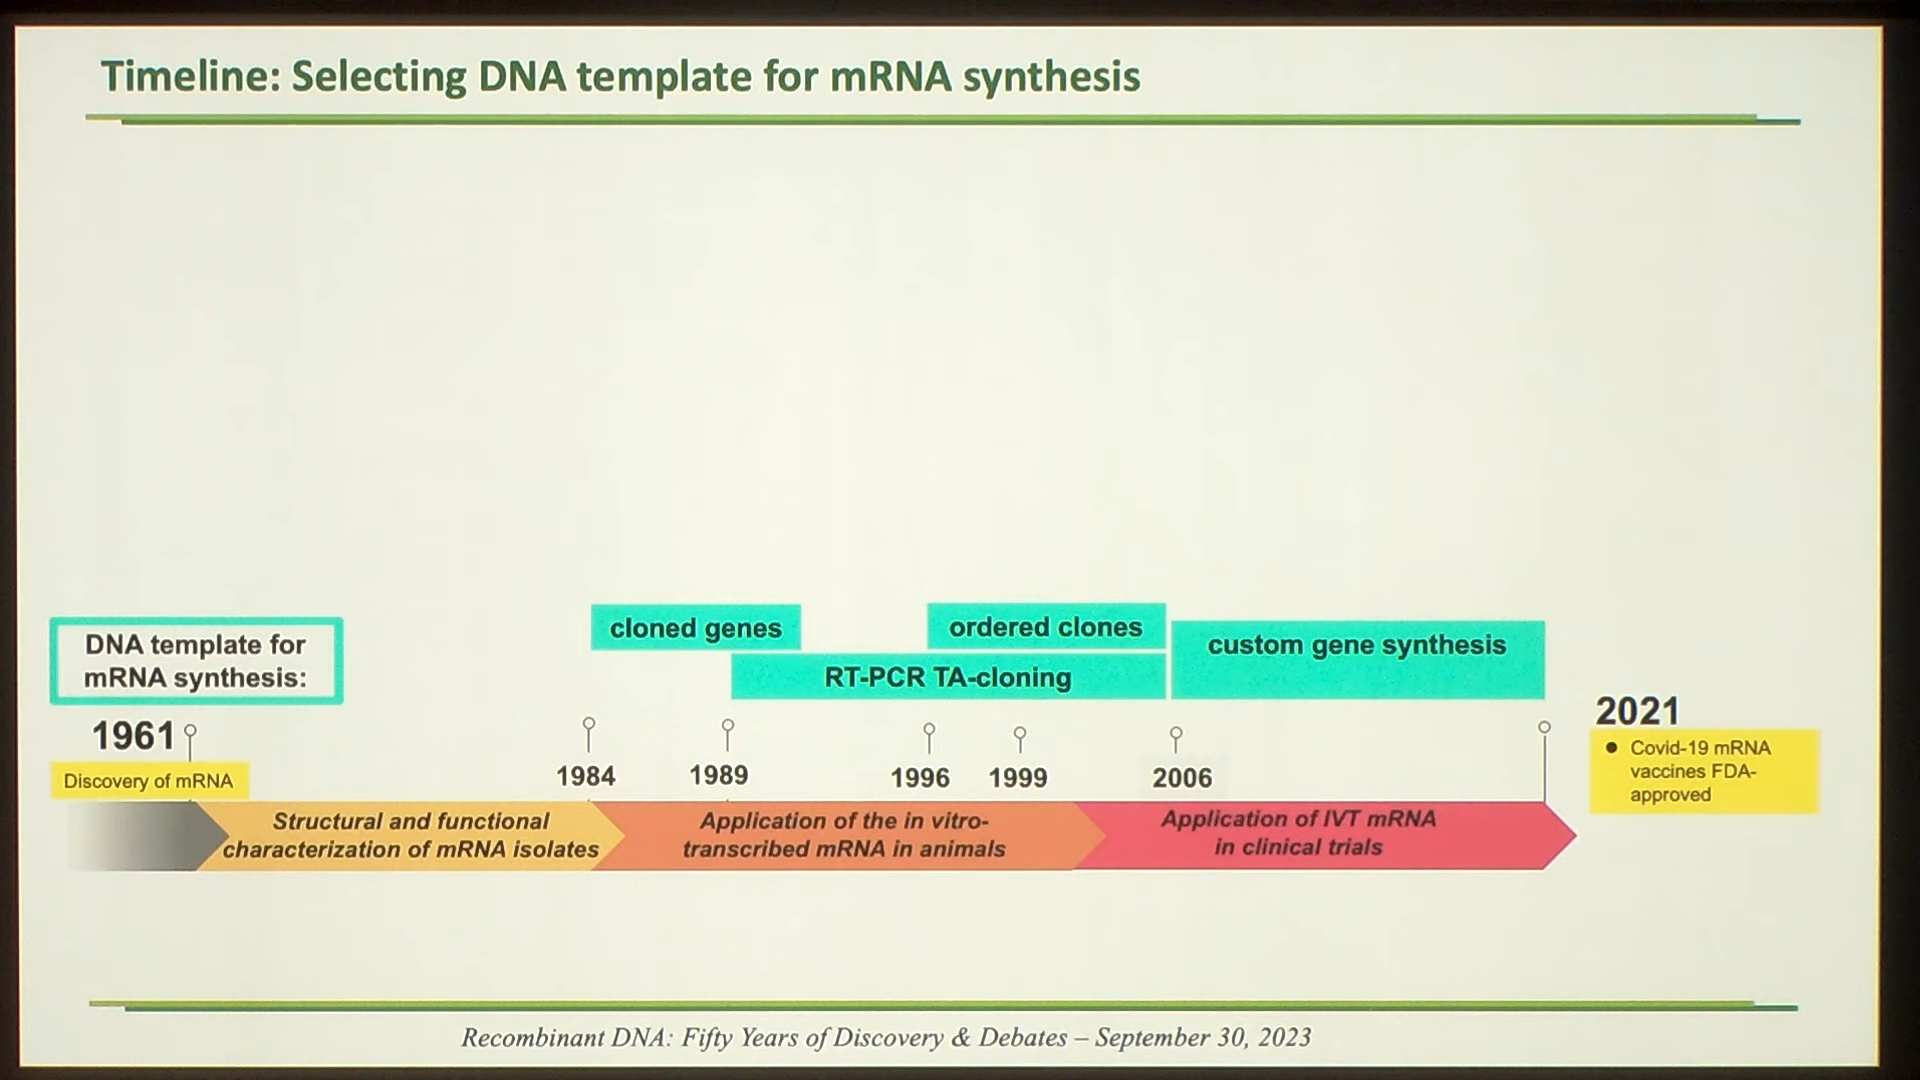 Timeline: Selecting DNA template for mRNA synthesis
DNA template for
mRNA synthesis:
cloned genes
ordered clones
RT-PCR TA-cloning
custom gene synthesis
1961
Discovery of mRNA
1984
1989
1996
1999
2006
2021
● Covid-19 mRNA
vaccines FDA-
approved
Structural and functional
characterization of mRNA isolates
Application of the in vitro-
transcribed mRNA in animals
Application of IVT mRNA
in clinical trials
Recombinant DNA: Fifty Years of Discovery & Debates – September 30, 2023